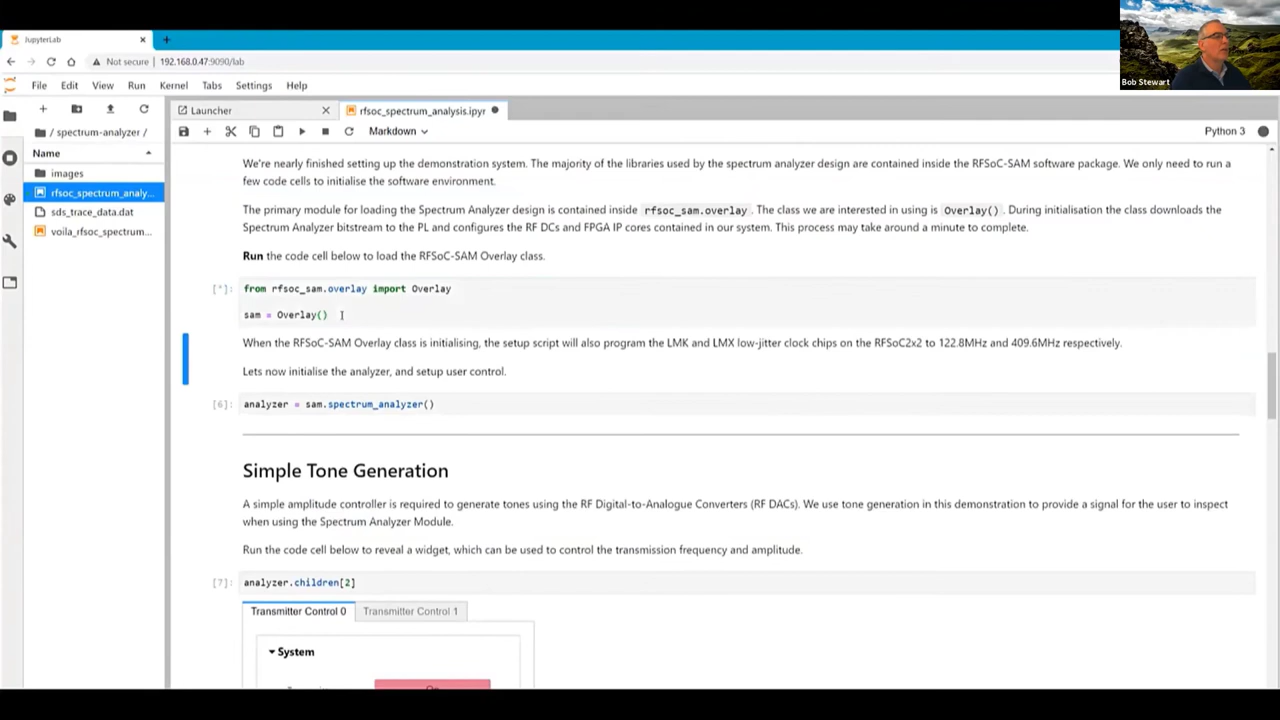 JupyterLab
Bob Stewart
Not secure | 192.168.0.47:9090/lab
File Edit View Run Kernel Tabs Settings Help
Launcher
rfsoc_spectrum_analysis.ipyr
/ spectrum-analyzer /
Markdown
Python 3
Name
images
rfsoc_spectrum_analy...
sds_trace_data.dat
voila_rfsoc_spectrum...
We're nearly finished setting up the demonstration system. The majority of the libraries used by the spectrum analyzer design are contained inside the RFSoC-SAM software package. We only need to run a
few code cells to initialise the software environment.
The primary module for loading the Spectrum Analyzer design is contained inside rfsoc_sam.overlay . The class we are interested in using is Overlay() . During initialisation the class downloads the
Spectrum Analyzer bitstream to the PL and configures the RF DCs and FPGA IP cores contained in our system. This process may take around a minute to complete.
Run the code cell below to load the RFSoC-SAM Overlay class.
[*]: from rfsoc_sam.overlay import Overlay
sam = Overlay()
When the RFSoC-SAM Overlay class is initialising, the setup script will also program the LMK and LMX low-jitter clock chips on the RFSoC2x2 to 122.8MHz and 409.6MHz respectively.
Lets now initialise the analyzer, and setup user control.
[6]: analyzer = sam.spectrum_analyzer()
Simple Tone Generation
A simple amplitude controller is required to generate tones using the RF Digital-to-Analogue Converters (RF DACs). We use tone generation in this demonstration to provide a signal for the user to inspect
when using the Spectrum Analyzer Module.
Run the code cell below to reveal a widget, which can be used to control the transmission frequency and amplitude.
[7]: analyzer.children[2]
Transmitter Control 0 Transmitter Control 1
System